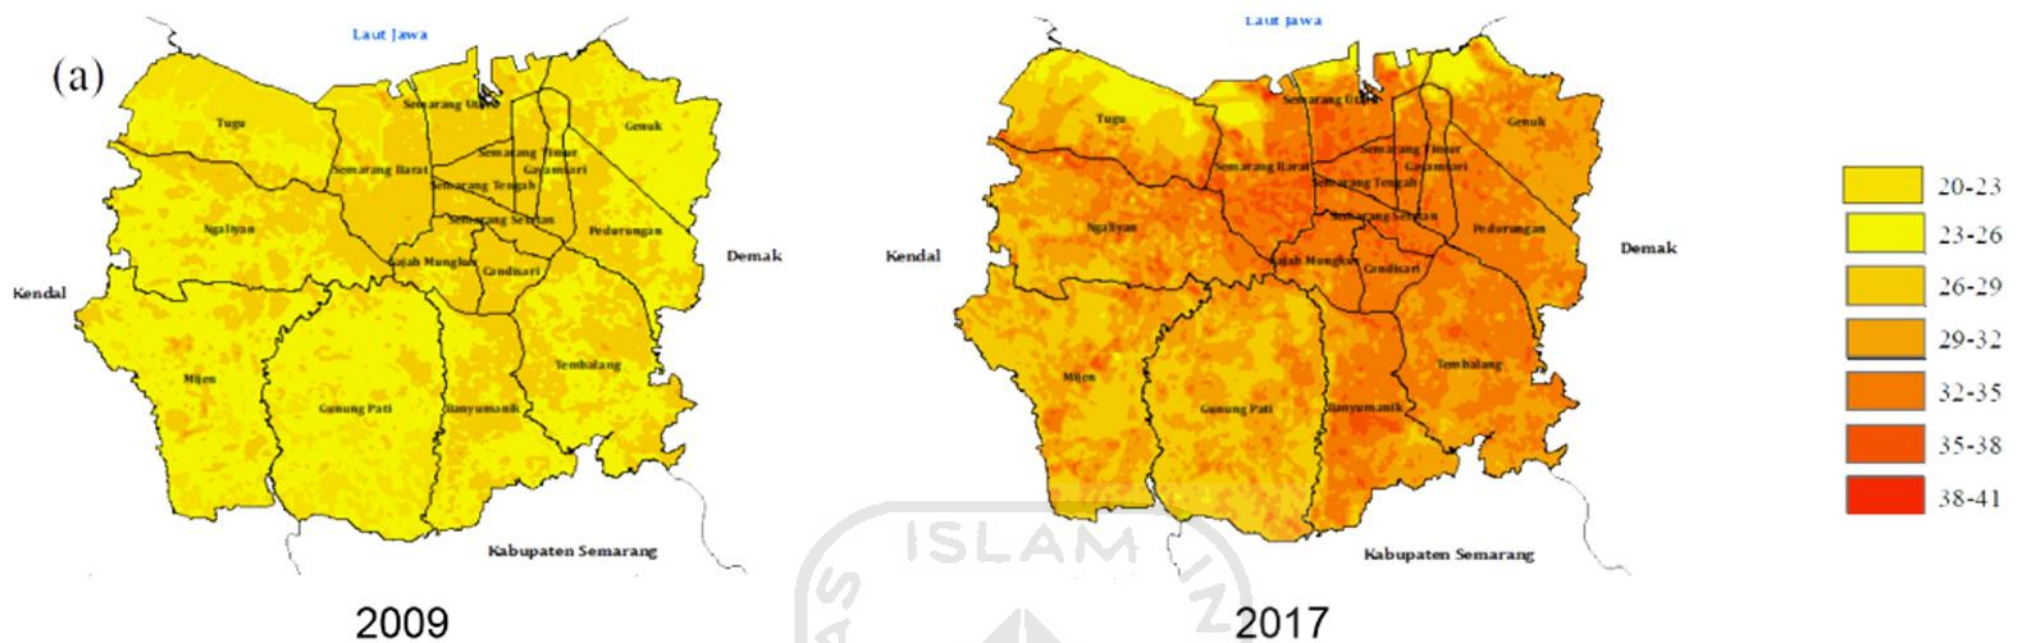 (a)
Laut Jawa
Tugu
Semarang Utara
Genuk
Semarang Timur
Semarang Barat
Gayamsari
Semarang Tengah
Semarang Selatan
Ngaliyan
Pedurungan
Gajah Mungkur
Candisari
Kendal
Demak
Mijen
Tembalang
Gunung Pati
Banyumanik
Kabupaten Semarang
2009
Laut Jawa
Tugu
Semarang Utara
Genuk
Semarang Timur
Semarang Barat
Gayamsari
Semarang Tengah
Semarang Selatan
Ngaliyan
Pedurungan
Kendal
Demak
Gajah Mungkur
Candisari
Mijen
Tembalang
Gunung Pati
Banyumanik
Kabupaten Semarang
2017
20-23
23-26
26-29
29-32
32-35
35-38
38-41
ISLAM